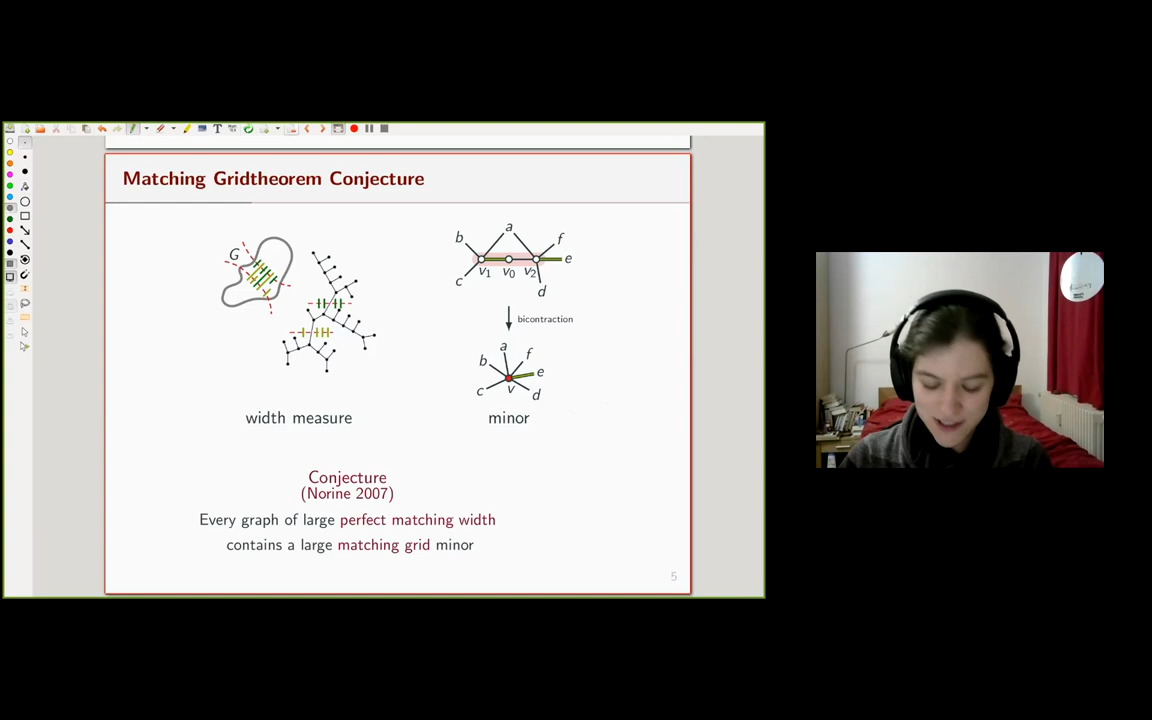 Matching Gridtheorem Conjecture
G
a
b
f
e
c
v1 v0 v2
d
bicontraction
a
b
f
e
c
v
d
width measure
minor
Conjecture
(Norine 2007)
Every graph of large perfect matching width
contains a large matching grid minor
5